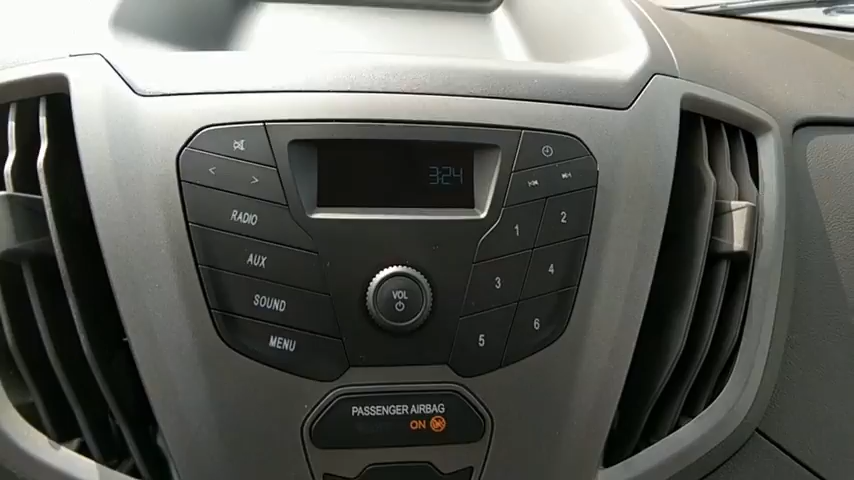 3:24
<
>
RADIO
AUX
SOUND
MENU
VOL
1
2
3
4
5
6
PASSENGER AIRBAG
ON